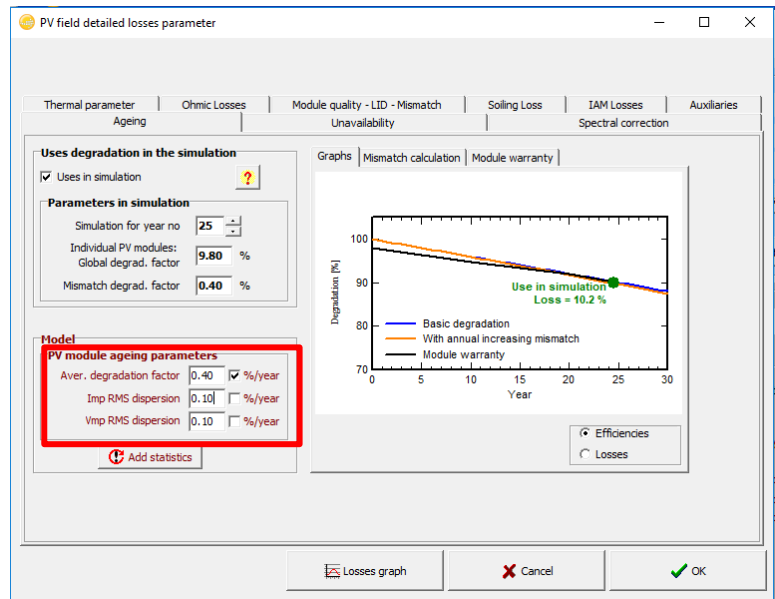 PV field detailed losses parameter
Thermal parameter Ohmic Losses Module quality - LID - Mismatch Soiling Loss IAM Losses Auxiliaries
Ageing Unavailability Spectral correction
Uses degradation in the simulation
Uses in simulation ?
Parameters in simulation
Simulation for year no 25
Individual PV modules:
Global degrad. factor 9.80 %
Mismatch degrad. factor 0.40 %
Model
PV module ageing parameters
Aver. degradation factor 0.40 %/year
Imp RMS dispersion 0.10 %/year
Vmp RMS dispersion 0.10 %/year
Add statistics
Graphs Mismatch calculation Module warranty
Degradation [%]
100
90
80
70
Use in simulation
Loss = 10.2 %
Basic degradation
With annual increasing mismatch
Module warranty
0 5 10 15 20 25 30
Year
Efficiencies
Losses
Losses graph Cancel OK